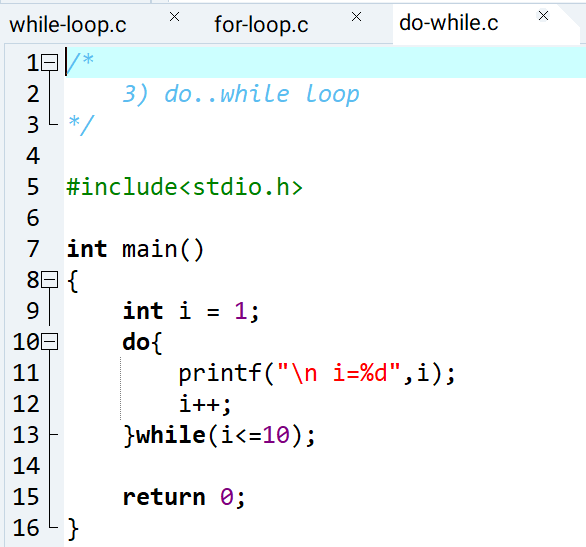 while-loop.c for-loop.c do-while.c
1 /*
2 3) do..while loop
3 */
4
5 #include<stdio.h>
6
7 int main()
8 {
9 int i = 1;
10 do{
11 printf("\n i=%d",i);
12 i++;
13 }while(i<=10);
14
15 return 0;
16 }